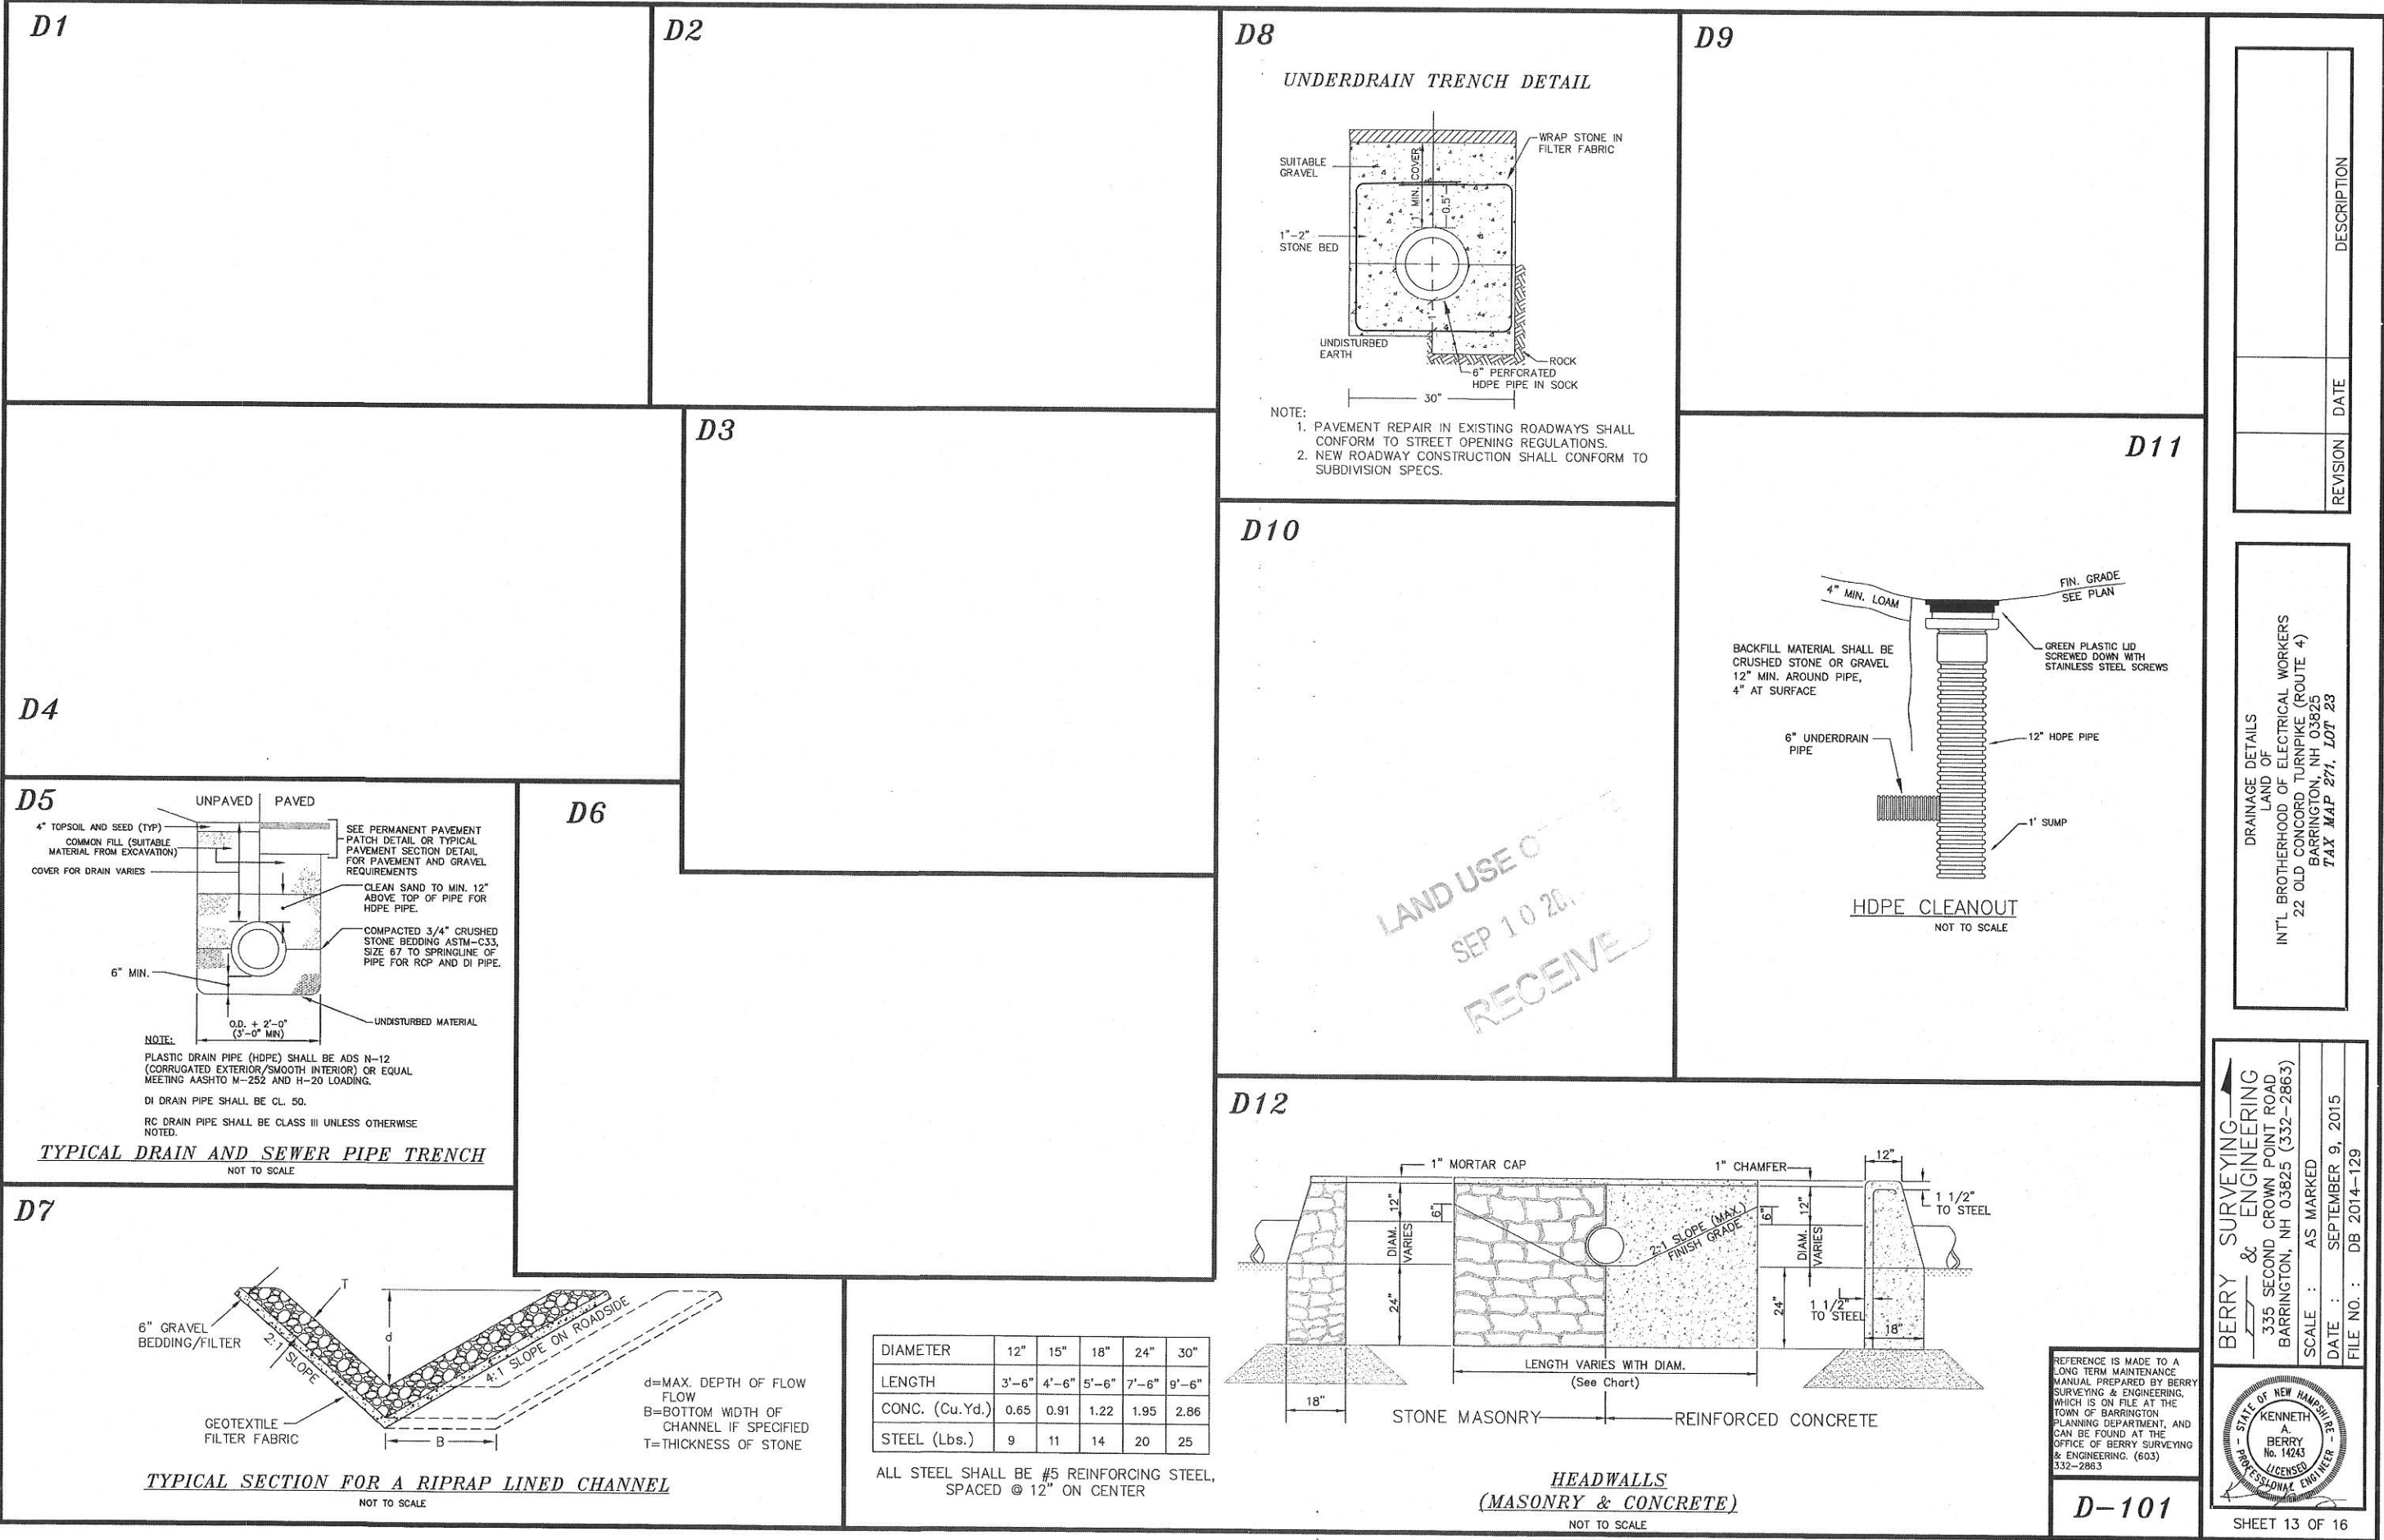 D1
D2
D8
UNDERDRAIN TRENCH DETAIL
WRAP STONE IN
FILTER FABRIC
SUITABLE
GRAVEL
1' MIN. COVER
0.5'
1"-2"
STONE BED
1'
UNDISTURBED
EARTH
ROCK
6" PERFORATED
HDPE PIPE IN SOCK
30"
NOTE:
1. PAVEMENT REPAIR IN EXISTING ROADWAYS SHALL
CONFORM TO STREET OPENING REGULATIONS.
2. NEW ROADWAY CONSTRUCTION SHALL CONFORM TO
SUBDIVISION SPECS.
D9
D3
D4
D10
LAND USE
SEP 10
RECEIVE
D11
4" MIN. LOAM
FIN. GRADE
SEE PLAN
BACKFILL MATERIAL SHALL BE
CRUSHED STONE OR GRAVEL
12" MIN. AROUND PIPE,
4" AT SURFACE
GREEN PLASTIC LID
SCREWED DOWN WITH
STAINLESS STEEL SCREWS
6" UNDERDRAIN
PIPE
12" HDPE PIPE
1' SUMP
HDPE CLEANOUT
NOT TO SCALE
D5
UNPAVED
PAVED
4" TOPSOIL AND SEED (TYP)
COMMON FILL (SUITABLE
MATERIAL FROM EXCAVATION)
COVER FOR DRAIN VARIES
SEE PERMANENT PAVEMENT
PATCH DETAIL OR TYPICAL
PAVEMENT SECTION DETAIL
FOR PAVEMENT AND GRAVEL
REQUIREMENTS
CLEAN SAND TO MIN. 12"
ABOVE TOP OF PIPE FOR
HDPE PIPE.
COMPACTED 3/4" CRUSHED
STONE BEDDING ASTM-C33,
SIZE 67 TO SPRINGLINE OF
PIPE FOR RCP AND DI PIPE.
6" MIN.
O.D. + 2'-0"
(3'-0" MIN)
UNDISTURBED MATERIAL
NOTE:
PLASTIC DRAIN PIPE (HDPE) SHALL BE ADS N-12
(CORRUGATED EXTERIOR/SMOOTH INTERIOR) OR EQUAL
MEETING AASHTO M-252 AND H-20 LOADING.
DI DRAIN PIPE SHALL BE CL. 50.
RC DRAIN PIPE SHALL BE CLASS III UNLESS OTHERWISE
NOTED.
TYPICAL DRAIN AND SEWER PIPE TRENCH
NOT TO SCALE
D6
D7
6" GRAVEL
BEDDING/FILTER
T
d
2:1 SLOPE
4:1 SLOPE ON ROADSIDE
GEOTEXTILE
FILTER FABRIC
B
d=MAX. DEPTH OF FLOW
FLOW
B=BOTTOM WIDTH OF
CHANNEL IF SPECIFIED
T=THICKNESS OF STONE
TYPICAL SECTION FOR A RIPRAP LINED CHANNEL
NOT TO SCALE
DIAMETER 12" 15" 18" 24" 30"
LENGTH 3'-6" 4'-6" 5'-6" 7'-6" 9'-6"
CONC. (Cu.Yd.) 0.65 0.91 1.22 1.95 2.86
STEEL (Lbs.) 9 11 14 20 25
ALL STEEL SHALL BE #5 REINFORCING STEEL,
SPACED @ 12" ON CENTER
D12
1" MORTAR CAP
1" CHAMFER
12"
12"
6"
DIAM.
VARIES
24"
2:1 SLOPE (MAX.)
FINISH GRADE
6"
12"
DIAM.
VARIES
24"
1 1/2"
TO STEEL
1 1/2"
TO STEEL
18"
18"
LENGTH VARIES WITH DIAM.
(See Chart)
STONE MASONRY
REINFORCED CONCRETE
HEADWALLS
(MASONRY & CONCRETE)
NOT TO SCALE
REFERENCE IS MADE TO A
LONG TERM MAINTENANCE
MANUAL PREPARED BY BERRY
SURVEYING & ENGINEERING,
WHICH IS ON FILE AT THE
TOWN OF BARRINGTON
PLANNING DEPARTMENT, AND
CAN BE FOUND AT THE
OFFICE OF BERRY SURVEYING
& ENGINEERING. (603)
332-2863
D-101
REVISION
DATE
DESCRIPTION
DRAINAGE DETAILS
LAND OF
INT'L BROTHERHOOD OF ELECTRICAL WORKERS
22 OLD CONCORD TURNPIKE (ROUTE 4)
BARRINGTON, NH 03825
TAX MAP 271, LOT 23
BERRY SURVEYING
& ENGINEERING
335 SECOND CROWN POINT ROAD
BARRINGTON, NH 03825 (332-2863)
SCALE : AS MARKED
DATE : SEPTEMBER 9, 2015
FILE NO. : DB 2014-129
STATE OF NEW HAMPSHIRE
KENNETH
A.
BERRY
No. 14243
LICENSED
PROFESSIONAL ENGINEER
SHEET 13 OF 16